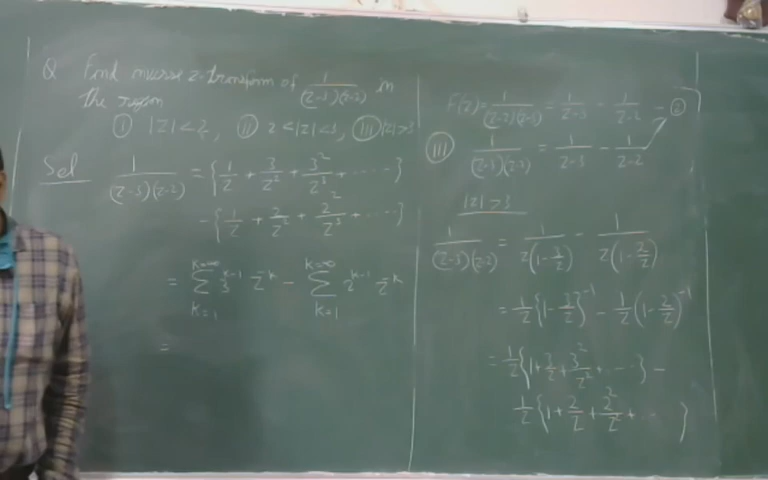 Q Find inverse z-transform of 1/((z-3)(z-2)) in
the region
(i) |z|<2, (ii) 2<|z|<3, (iii) |z|>3
Sol 1/((z-3)(z-2)) = {1/z + 3/z² + 3²/z³ + ....}
- {1/z + 2/z² + 2²/z³ + ....}
= Σ_{k=1}^{k=∞} 3^{k-1} z^{-k} - Σ_{k=1}^{k=∞} 2^{k-1} z^{-k}
=
F(z) = 1/((z-2)(z-3)) = 1/(z-3) - 1/(z-2)
(iii) 1/((z-3)(z-2)) = 1/(z-3) - 1/(z-2)
|z|>3
1/((z-3)(z-2)) = 1/(z(1-3/z)) - 1/(z(1-2/z))
= 1/z {1-3/z}^{-1} - 1/z (1-2/z)^{-1}
= 1/z {1+3/z+3²/z²+...} -
1/z {1+2/z+2²/z²+... }